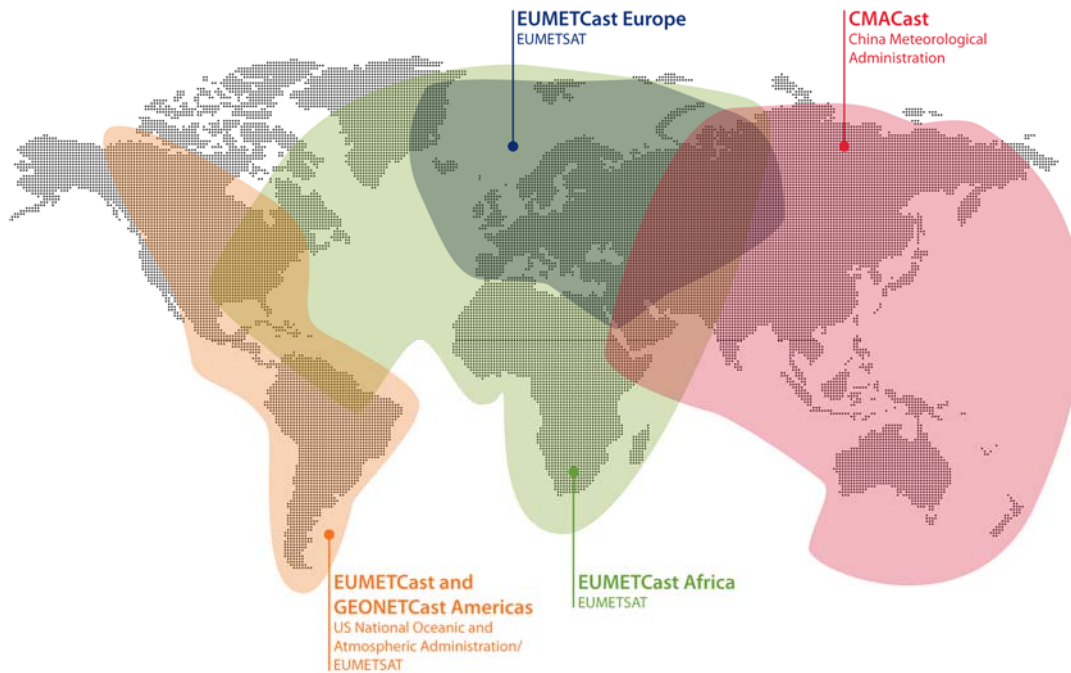 EUMETCast Europe
EUMETSAT
CMACast
China Meteorological
Administration
EUMETCast and
GEONETCast Americas
US National Oceanic and
Atmospheric Administration/
EUMETSAT
EUMETCast Africa
EUMETSAT